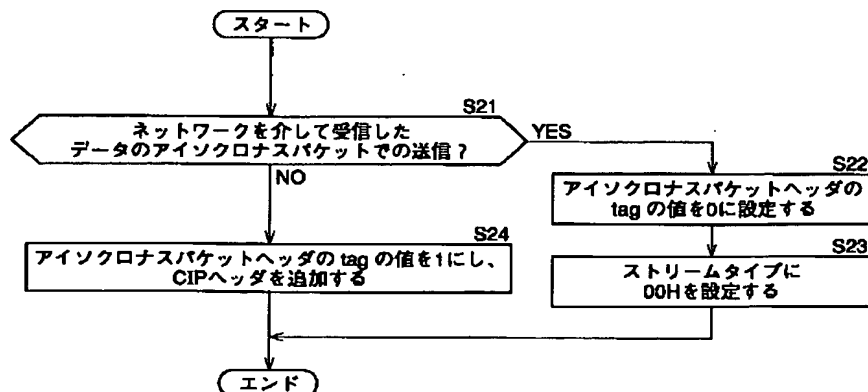 スタート
S21
ネットワークを介して受信した
データのアイソクロナスパケットでの送信？
YES
NO
S22
アイソクロナスパケットヘッダの
tag の値を0に設定する
S23
ストリームタイプに
00Hを設定する
S24
アイソクロナスパケットヘッダの tag の値を1にし、
CIPヘッダを追加する
エンド